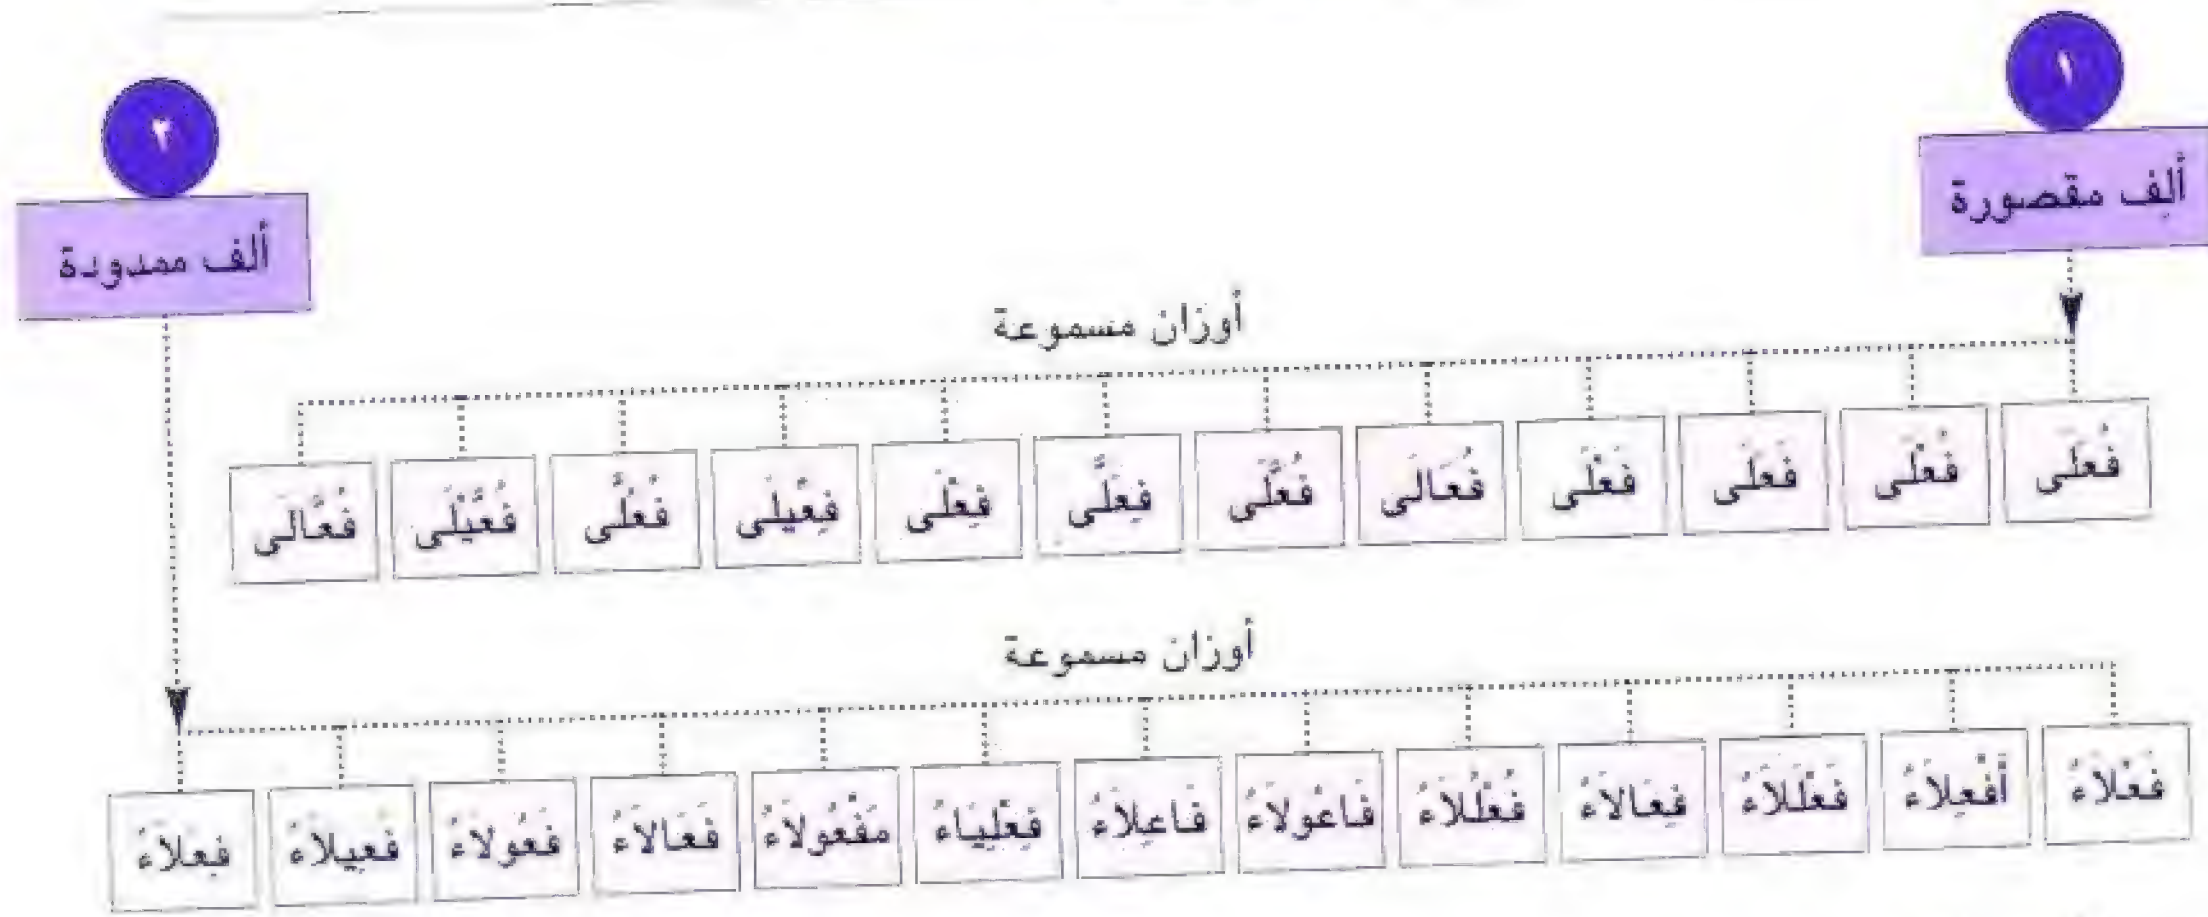 ١
ألِف مقصورة
٢
ألف ممدودة
أوزان مسموعة
فُعَلَى فُعْلَى فَعَلَى فَعْلَى فُعَالَى فُعَّلَى فِعَلَّى فِعْلَى فِعِّيلَى فُعُلَّى فُعَّيْلَى فُعَّالَى
أوزان مسموعة
فَعْلَاءُ أَفْعِلَاءُ فَعْلَلَاءُ فِعَالَاءُ فُعْلُلَاءُ فَاعُولَاءُ فَاعِلَاءُ فِعْلِيَاءُ مَفْعُولَاءُ فَعَالَاءُ فَعُولَاءُ فَعِيلَاءُ فِعَلَاءُ